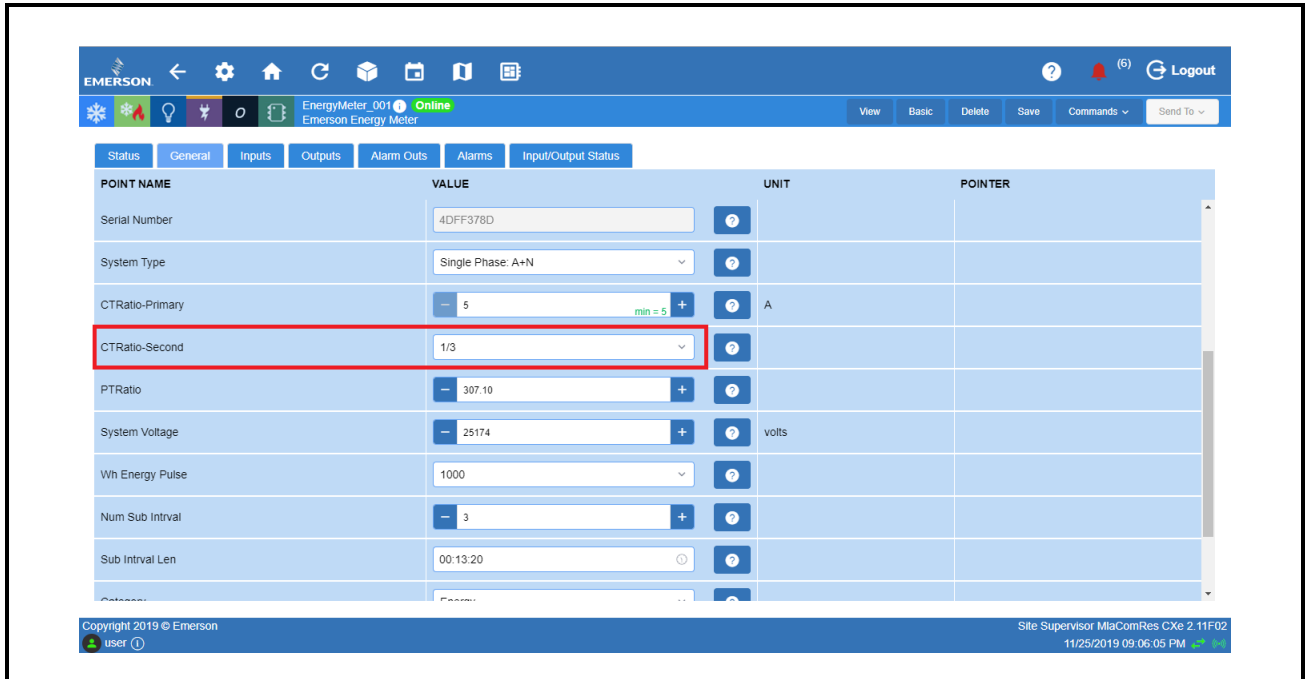 EMERSON
(6) Logout
o
EnergyMeter_001 Online
Emerson Energy Meter
View Basic Delete Save Commands Send To
Status General Inputs Outputs Alarm Outs Alarms Input/Output Status
POINT NAME VALUE UNIT POINTER
Serial Number 4DFF378D ?
System Type Single Phase: A+N ?
CTRatio-Primary − 5 min = 5 + ? A
CTRatio-Second 1/3 ?
PTRatio − 307.10 + ?
System Voltage − 25174 + ? volts
Wh Energy Pulse 1000 ?
Num Sub Intrval − 3 + ?
Sub Intrval Len 00:13:20 ?
Category Energy
Copyright 2019 © Emerson Site Supervisor MlaComRes CXe 2.11F02
user 11/25/2019 09:06:05 PM